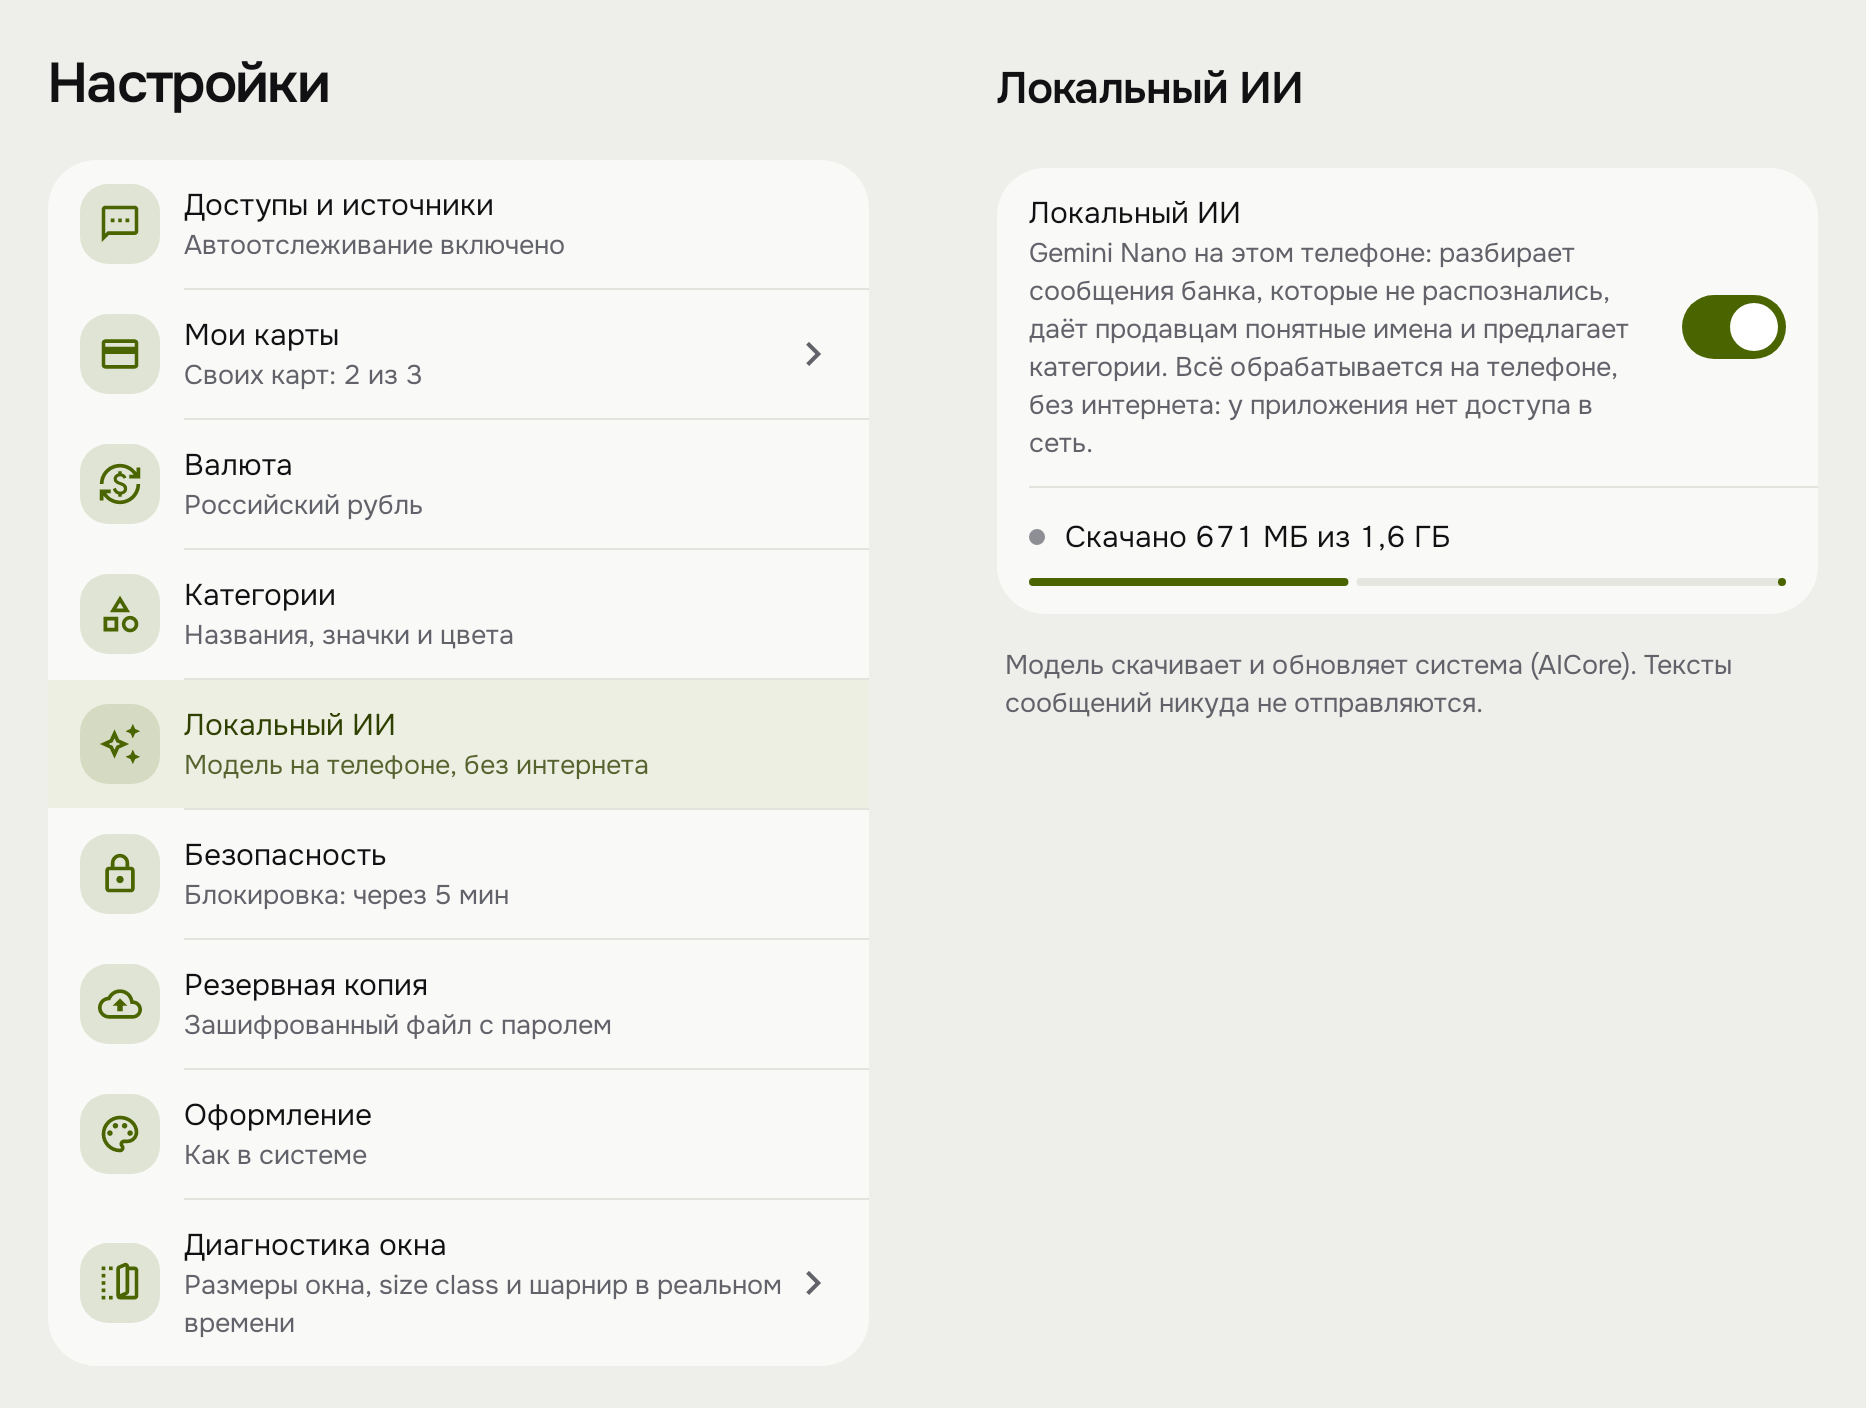 Настройки
Доступы и источники
Автоотслеживание включено
Мои карты
Своих карт: 2 из 3
Валюта
Российский рубль
Категории
Названия, значки и цвета
Локальный ИИ
Модель на телефоне, без интернета
Безопасность
Блокировка: через 5 мин
Резервная копия
Зашифрованный файл с паролем
Оформление
Как в системе
Диагностика окна
Размеры окна, size class и шарнир в реальном
времени
Локальный ИИ
Локальный ИИ
Gemini Nano на этом телефоне: разбирает
сообщения банка, которые не распознались,
даёт продавцам понятные имена и предлагает
категории. Всё обрабатывается на телефоне,
без интернета: у приложения нет доступа в
сеть.
Скачано 671 МБ из 1,6 ГБ
Модель скачивает и обновляет система (AICore). Тексты
сообщений никуда не отправляются.